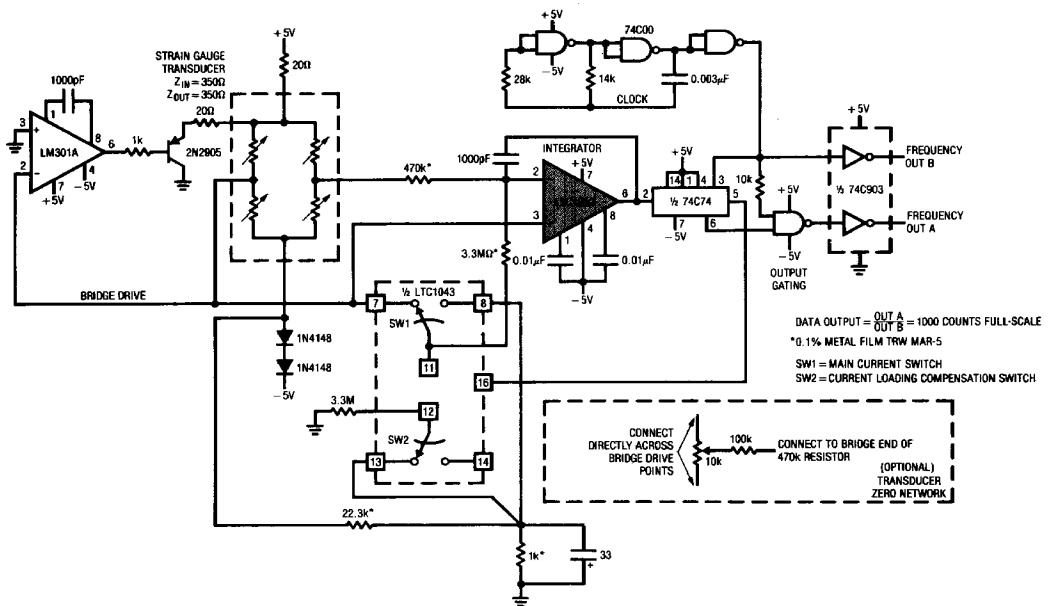 +5V
20Ω
STRAIN GAUGE
TRANSDUCER
ZIN = 350Ω
ZOUT = 350Ω
20Ω
1000pF
1
8
3
+
LM301A
6
2
−
7
4
+5V
−5V
1k
2N2905
BRIDGE DRIVE
1N4148
1N4148
−5V
+5V
−5V
74C00
28k
14k
0.003µF
CLOCK
470k*
1000pF
INTEGRATOR
+5V
7
2
3
6
1
4
8
0.01µF
0.01µF
−5V
3.3MΩ*
+5V
14
1
4
3
2
½ 74C74
5
7
6
−5V
10k
+5V
−5V
OUTPUT
GATING
+5V
½ 74C903
FREQUENCY
OUT B
FREQUENCY
OUT A
½ LTC1043
7
8
SW1
11
16
3.3M
12
SW2
13
14
22.3k*
1k*
33
+
DATA OUTPUT = OUT A / OUT B = 1000 COUNTS FULL-SCALE
*0.1% METAL FILM TRW MAR-5
SW1 = MAIN CURRENT SWITCH
SW2 = CURRENT LOADING COMPENSATION SWITCH
CONNECT
DIRECTLY ACROSS
BRIDGE DRIVE
POINTS
10k
100k
CONNECT TO BRIDGE END OF
470k RESISTOR
(OPTIONAL)
TRANSDUCER
ZERO NETWORK